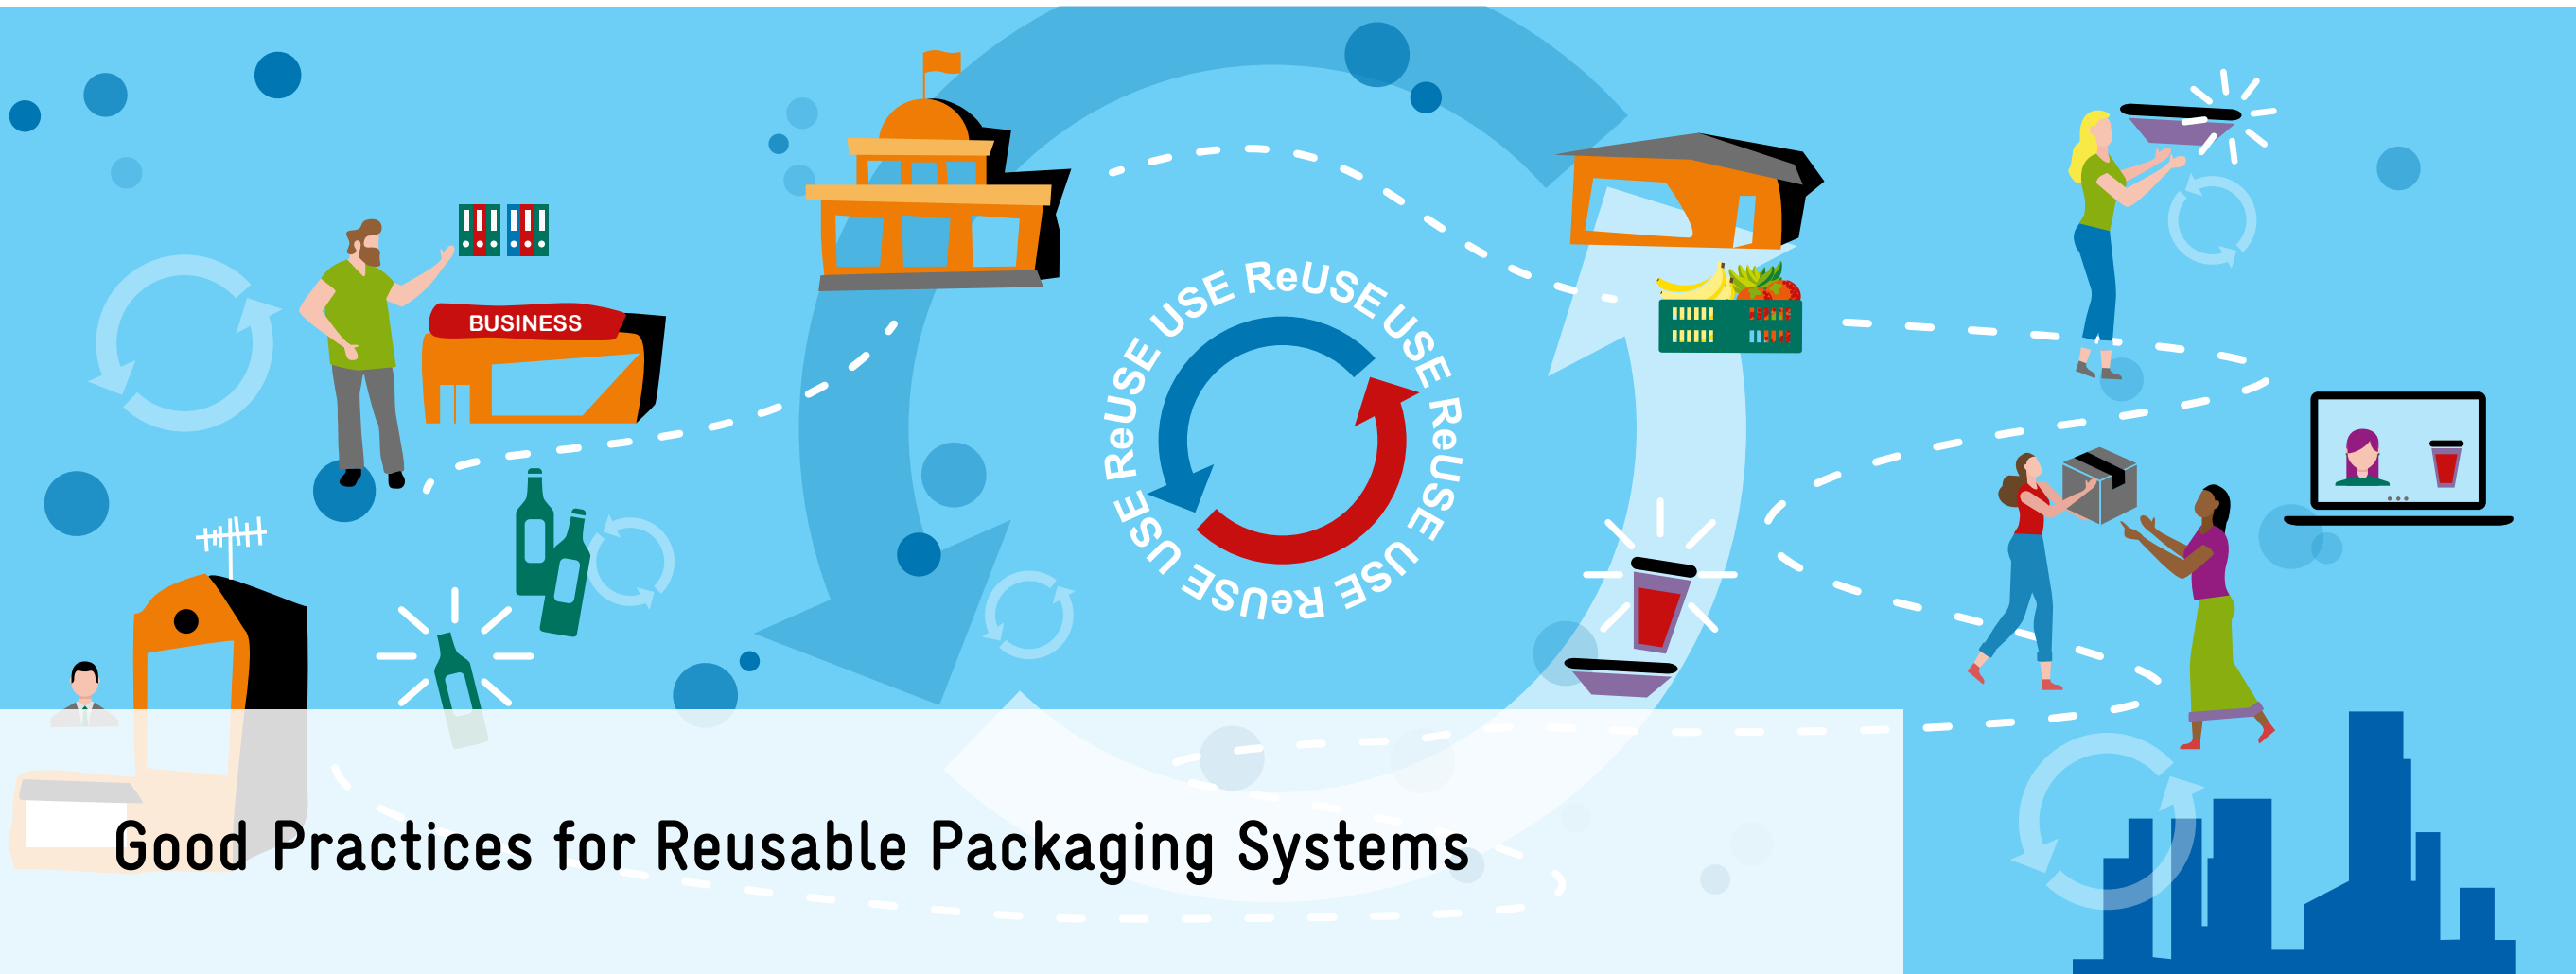 BUSINESS
USE ReUSE USE ReUSE USE ReUSE USE ReUSE
Good Practices for Reusable Packaging Systems